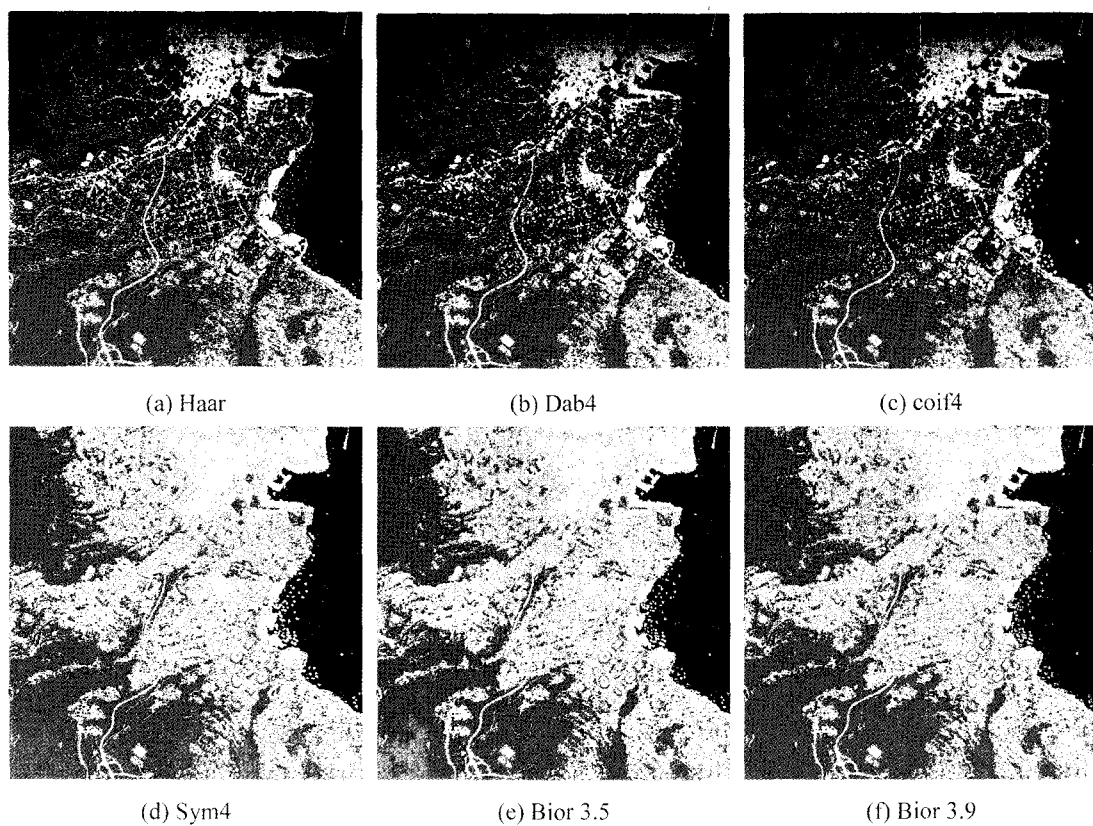 (a) Haar
(b) Dab4
(c) coif4
(d) Sym4
(e) Bior 3.5
(f) Bior 3.9